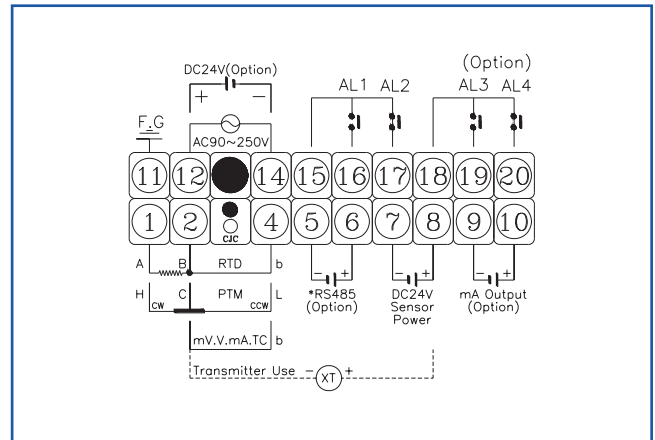 (Option)
DC24V(Option)
AL1 AL2 AL3 AL4
+ −
F.G
AC90~250V
11 12 14 15 16 17 18 19 20
1 2 4 5 6 7 8 9 10
CJC
A B RTD b
− + − + − +
H C PTM L
CW CCW
*RS485
(Option)
DC24V
Sensor
Power
mA Output
(Option)
mV.V.mA.TC b
Transmitter Use − XT +